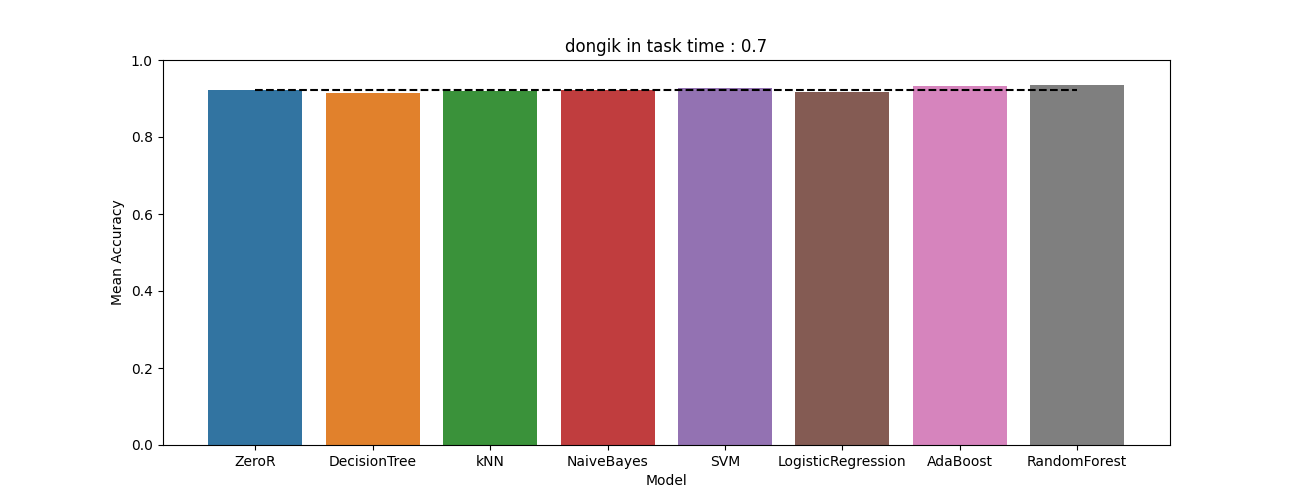 dongik in task time : 0.7
1.0
0.8
0.6
0.4
0.2
0.0
Mean Accuracy
ZeroR DecisionTree kNN NaiveBayes SVM LogisticRegression AdaBoost RandomForest
Model